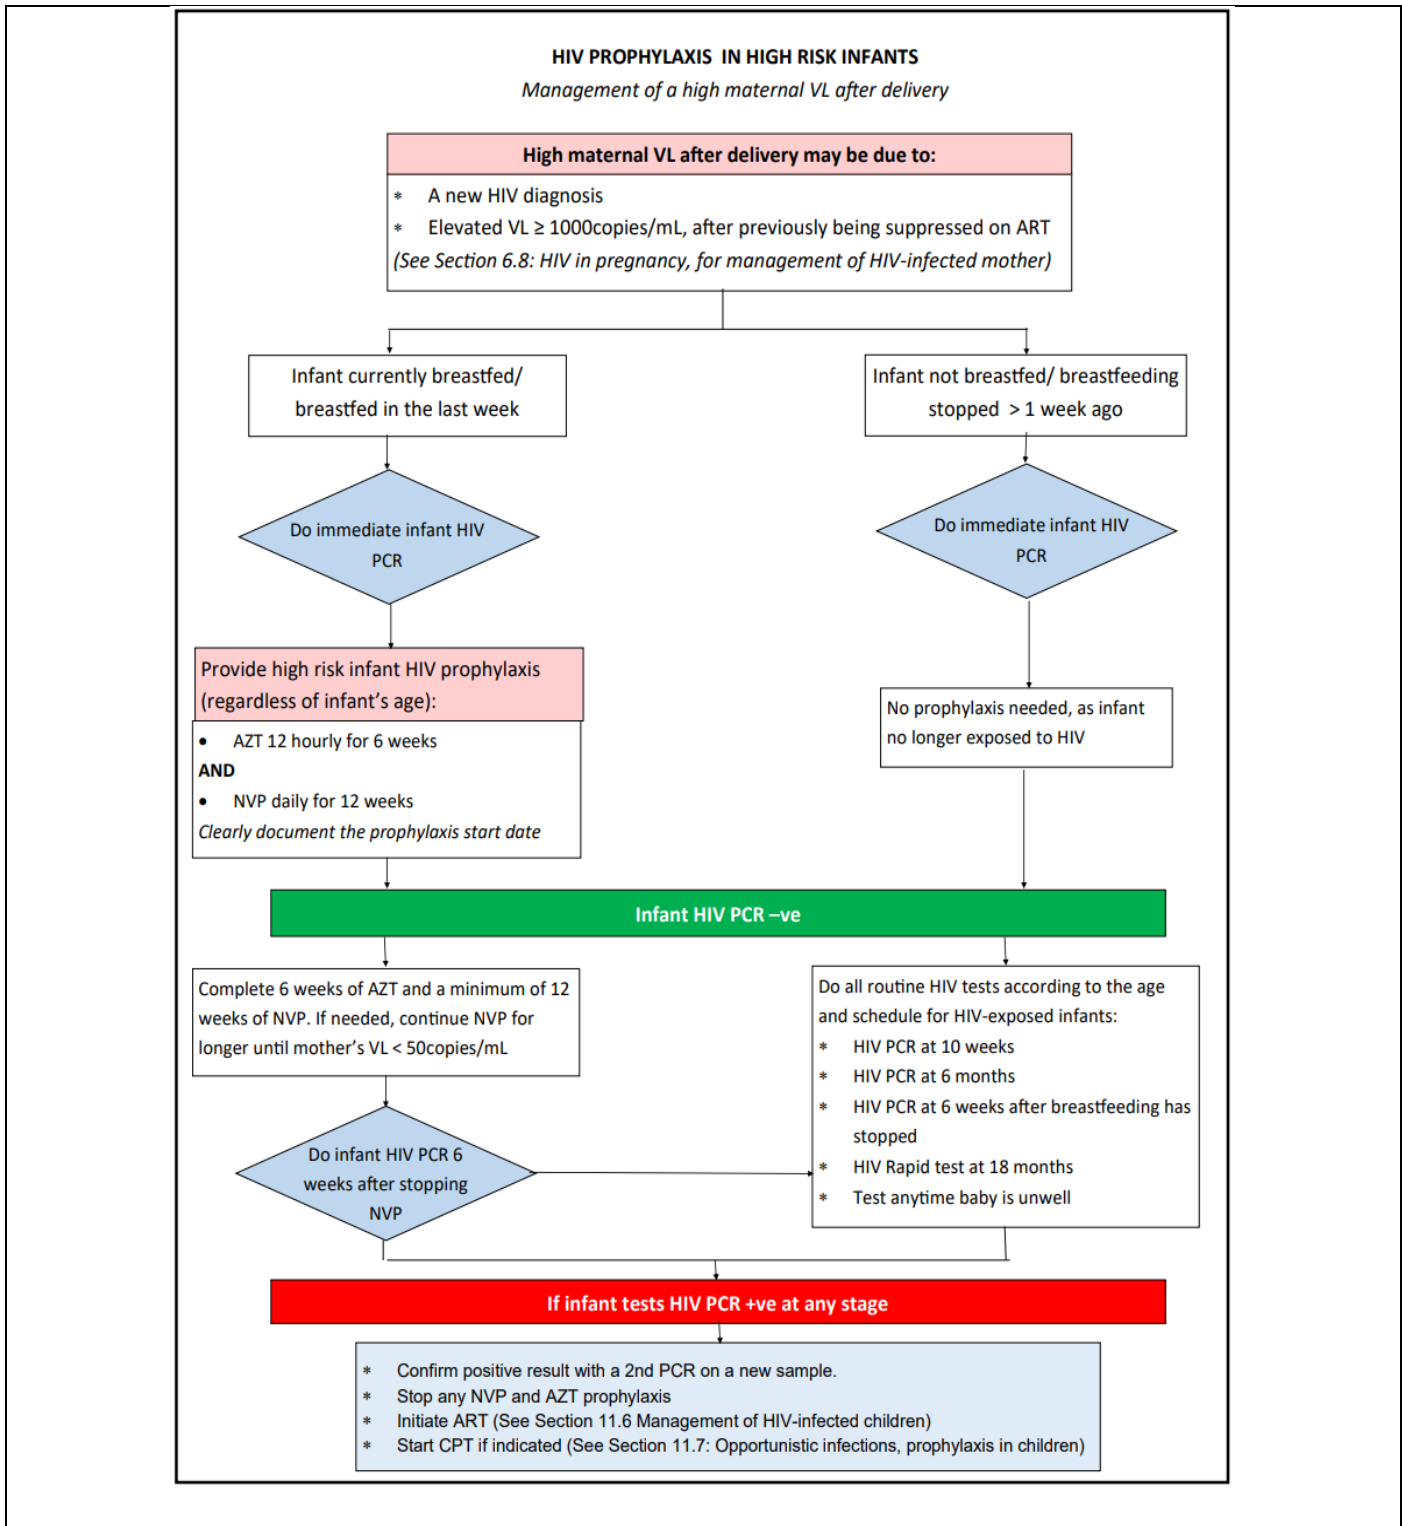 HIV PROPHYLAXIS IN HIGH RISK INFANTS
Management of a high maternal VL after delivery
High maternal VL after delivery may be due to:
* A new HIV diagnosis
* Elevated VL ≥ 1000copies/mL, after previously being suppressed on ART
(See Section 6.8: HIV in pregnancy, for management of HIV-infected mother)
Infant currently breastfed/
breastfed in the last week
Infant not breastfed/ breastfeeding
stopped > 1 week ago
Do immediate infant HIV
PCR
Do immediate infant HIV
PCR
Provide high risk infant HIV prophylaxis
(regardless of infant's age):
• AZT 12 hourly for 6 weeks
AND
• NVP daily for 12 weeks
Clearly document the prophylaxis start date
No prophylaxis needed, as infant
no longer exposed to HIV
Infant HIV PCR –ve
Complete 6 weeks of AZT and a minimum of 12
weeks of NVP. If needed, continue NVP for
longer until mother's VL < 50copies/mL
Do infant HIV PCR 6
weeks after stopping
NVP
Do all routine HIV tests according to the age
and schedule for HIV-exposed infants:
* HIV PCR at 10 weeks
* HIV PCR at 6 months
* HIV PCR at 6 weeks after breastfeeding has
stopped
* HIV Rapid test at 18 months
* Test anytime baby is unwell
If infant tests HIV PCR +ve at any stage
* Confirm positive result with a 2nd PCR on a new sample.
* Stop any NVP and AZT prophylaxis
* Initiate ART (See Section 11.6 Management of HIV-infected children)
* Start CPT if indicated (See Section 11.7: Opportunistic infections, prophylaxis in children)